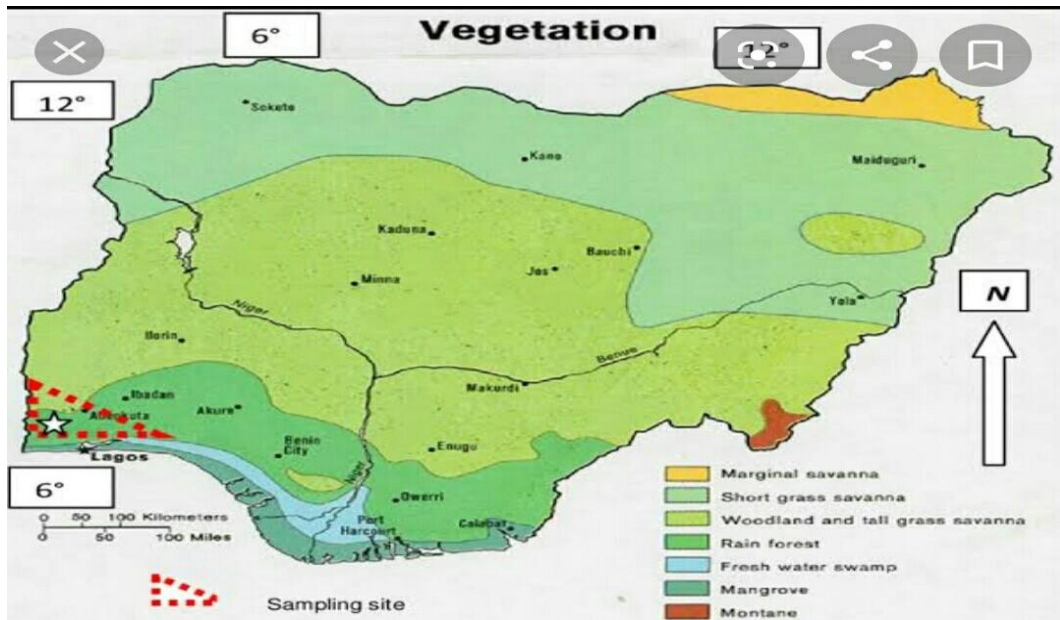 6°
Vegetation
12°
12°
Sokoto
Kano
Maiduguri
Kaduna
Bauchi
Jos
Minna
Yola
Niger
Ilorin
Benue
Makurdi
Ibadan
Abeokuta
Akure
Benin
City
Enugu
Lagos
Niger
6°
Owerri
Port
Harcourt
Calabar
0 50 100 Kilometers
0 50 100 Miles
N
Marginal savanna
Short grass savanna
Woodland and tall grass savanna
Rain forest
Fresh water swamp
Mangrove
Montane
Sampling site